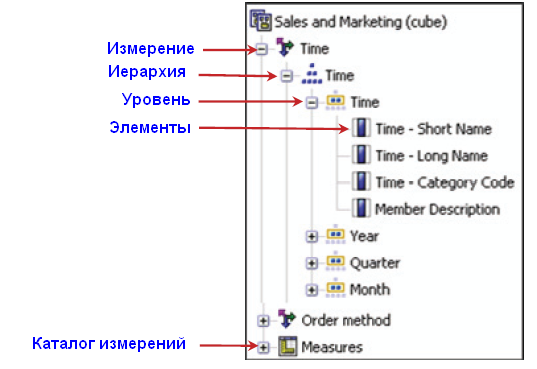 Sales and Marketing (cube)
Измерение
Time
Иерархия
Time
Уровень
Time
Элементы
Time - Short Name
Time - Long Name
Time - Category Code
Member Description
Year
Quarter
Month
Order method
Каталог измерений
Measures